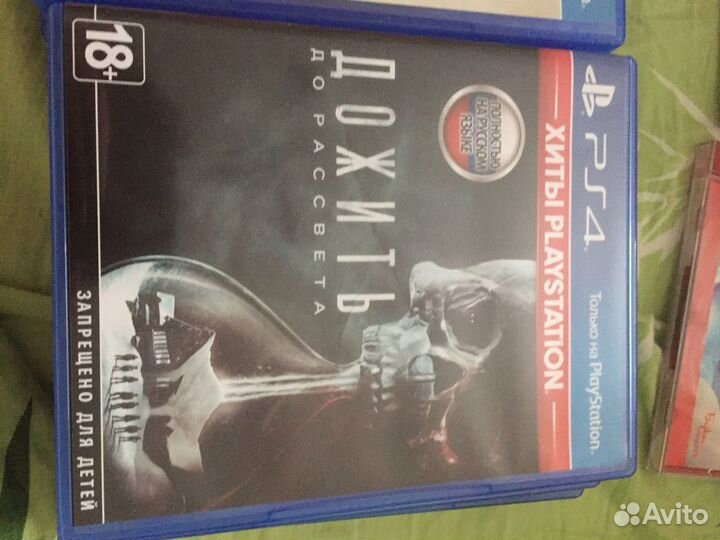 PS4
Только на PlayStation.
ХИТЫ PLAYSTATION.
ПОЛНОСТЬЮ
НА РУССКОМ
ЯЗЫКЕ
ДОЖИТЬ
ДО РАССВЕТА
18+
ЗАПРЕЩЕНО ДЛЯ ДЕТЕЙ
Avito